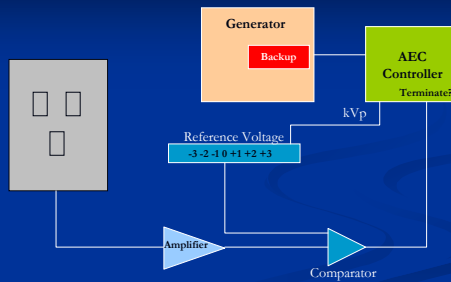 Generator
Backup
AEC
Controller
Terminate?
kVp
Reference Voltage
-3 -2 -1 0 +1 +2 +3
Amplifier
Comparator